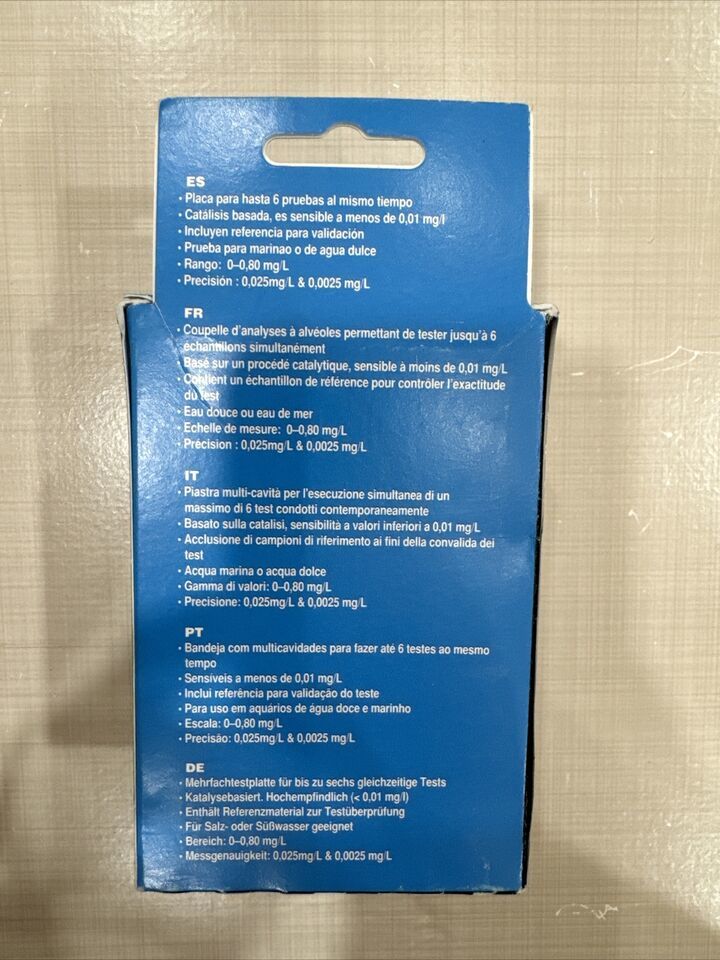 ES
• Placa para hasta 6 pruebas al mismo tiempo
• Catálisis basada, es sensible a menos de 0,01 mg/l
• Incluyen referencia para validación
• Prueba para marinao o de agua dulce
• Rango: 0–0,80 mg/L
• Precisión : 0,025mg/L & 0,0025 mg/L
FR
• Coupelle d'analyses à alvéoles permettant de tester jusqu'à 6
échantillons simultanément
• Basé sur un procédé catalytique, sensible à moins de 0,01 mg/L
• Contient un échantillon de référence pour contrôler l'exactitude
du test
• Eau douce ou eau de mer
• Echelle de mesure: 0–0,80 mg/L
• Précision : 0,025mg/L & 0,0025 mg/L
IT
• Piastra multi-cavità per l'esecuzione simultanea di un
massimo di 6 test condotti contemporaneamente
• Basato sulla catalisi, sensibilità a valori inferiori a 0,01 mg/L
• Acclusione di campioni di riferimento ai fini della convalida dei
test
• Acqua marina o acqua dolce
• Gamma di valori: 0–0,80 mg/L
• Precisione: 0,025mg/L & 0,0025 mg/L
PT
• Bandeja com multicavidades para fazer até 6 testes ao mesmo
tempo
• Sensíveis a menos de 0,01 mg/L
• Inclui referência para validação do teste
• Para uso em aquários de água doce e marinho
• Escala: 0–0,80 mg/L
• Precisão: 0,025mg/L & 0,0025 mg/L
DE
• Mehrfachtestplatte für bis zu sechs gleichzeitige Tests
• Katalysebasiert. Hochempfindlich (< 0,01 mg/l)
• Enthält Referenzmaterial zur Testüberprüfung
• Für Salz- oder Süßwasser geeignet
• Bereich: 0–0,80 mg/L
• Messgenauigkeit: 0,025mg/L & 0,0025 mg/L